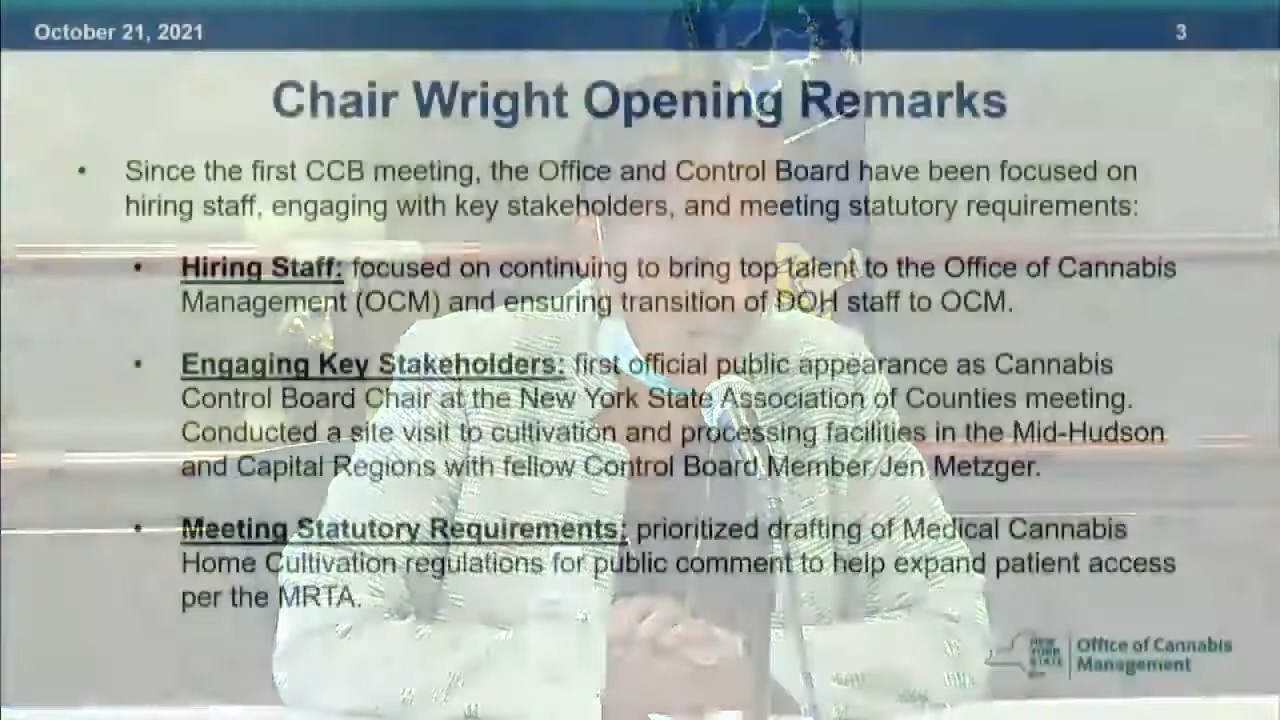 October 21, 2021
3
Chair Wright Opening Remarks
• Since the first CCB meeting, the Office and Control Board have been focused on
hiring staff, engaging with key stakeholders, and meeting statutory requirements:
• Hiring Staff: focused on continuing to bring top talent to the Office of Cannabis
Management (OCM) and ensuring transition of DOH staff to OCM.
• Engaging Key Stakeholders: first official public appearance as Cannabis
Control Board Chair at the New York State Association of Counties meeting.
Conducted a site visit to cultivation and processing facilities in the Mid-Hudson
and Capital Regions with fellow Control Board Member Jen Metzger.
• Meeting Statutory Requirements: prioritized drafting of Medical Cannabis
Home Cultivation regulations for public comment to help expand patient access
per the MRTA.
NEW
YORK
STATE
Office of Cannabis
Management